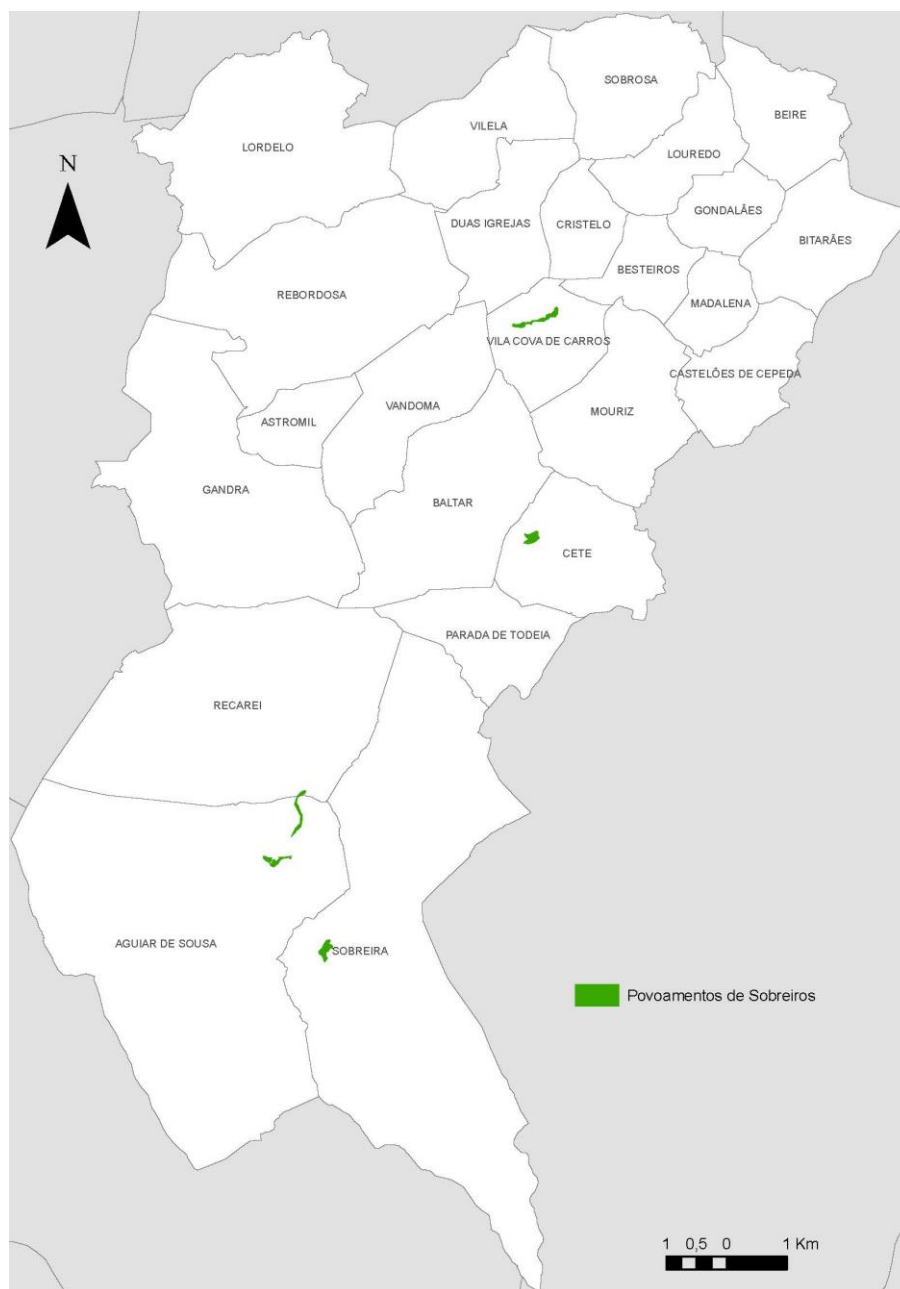 SOBROSA
BEIRE
VILELA
LORDELO
LOUREDO
N
GONDALÃES
DUAS IGREJAS
CRISTELO
BITARÃES
BESTEIROS
REBORDOSA
MADALENA
VILA COVA DE CARROS
CASTELÕES DE CEPEDA
VANDOMA
MOURIZ
ASTROMIL
GANDRA
BALTAR
CETE
PARADA DE TODEIA
RECAREI
AGUIAR DE SOUSA
SOBREIRA
Povoamentos de Sobreiros
1 0,5 0 1 Km